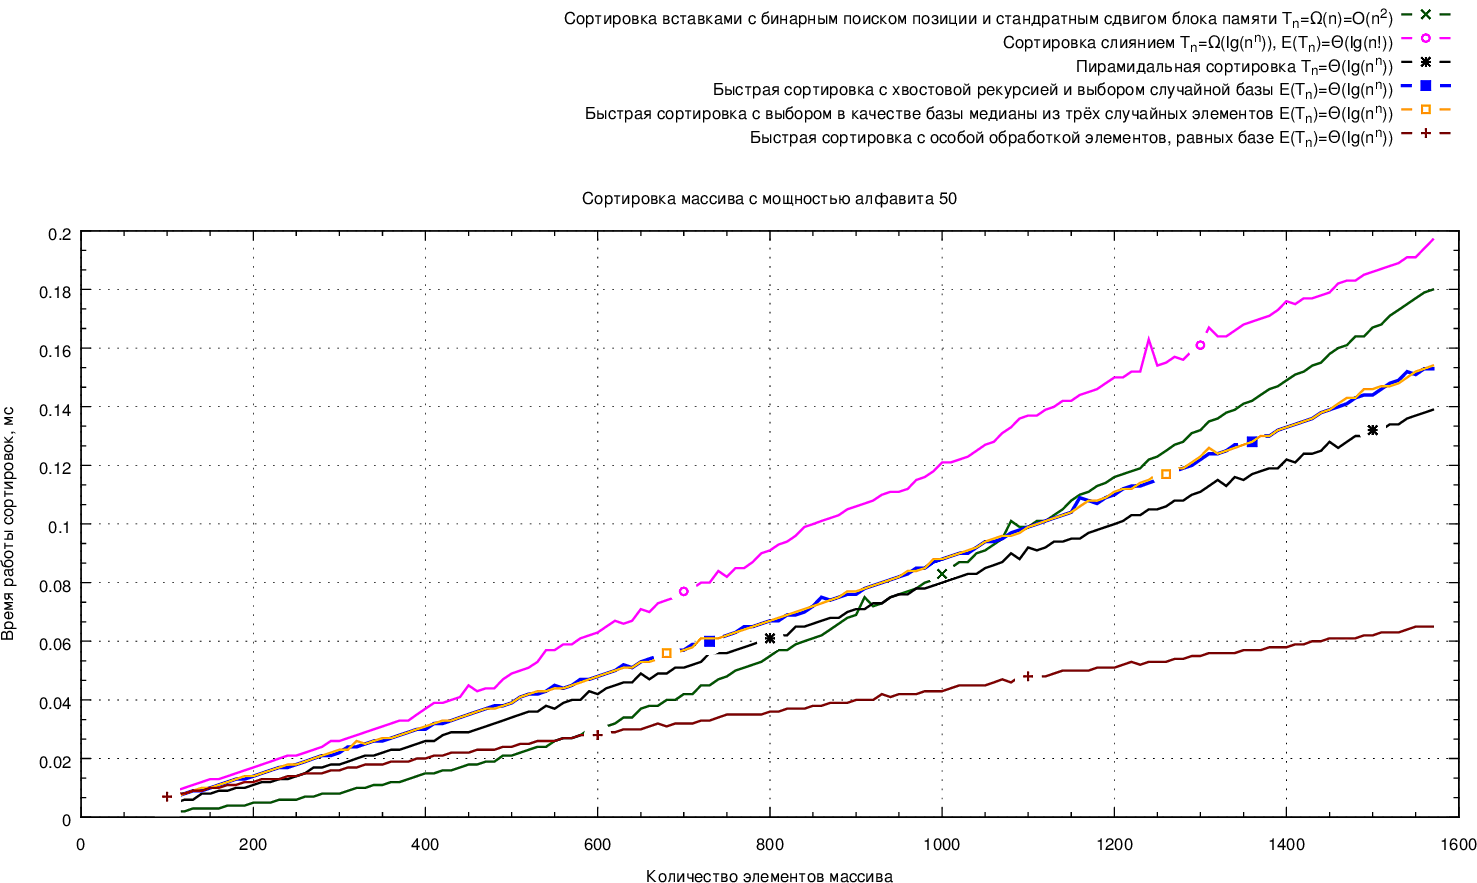 Сортировка вставками с бинарным поиском позиции и стандратным сдвигом блока памяти Tn=Ω(n)=O(n²)
Сортировка слиянием Tn=Ω(lg(nⁿ)), E(Tn)=Θ(lg(n!))
Пирамидальная сортировка Tn=Θ(lg(nⁿ))
Быстрая сортировка с хвостовой рекурсией и выбором случайной базы E(Tn)=Θ(lg(nⁿ))
Быстрая сортировка с выбором в качестве базы медианы из трёх случайных элементов E(Tn)=Θ(lg(nⁿ))
Быстрая сортировка с особой обработкой элементов, равных базе E(Tn)=Θ(lg(nⁿ))
Сортировка массива с мощностью алфавита 50
Время работы сортировок, мс
0.2
0.18
0.16
0.14
0.12
0.1
0.08
0.06
0.04
0.02
0
0 200 400 600 800 1000 1200 1400 1600
Количество элементов массива